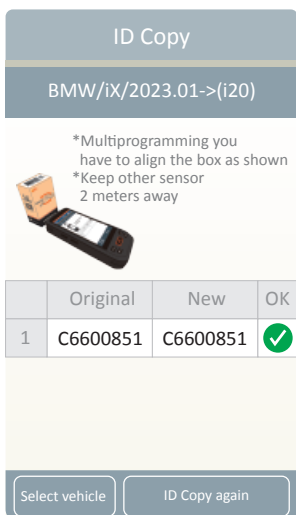 ID Copy
BMW/iX/2023.01->(i20)
*Multiprogramming you
have to align the box as shown
*Keep other sensor
2 meters away
Original New OK
1 C6600851 C6600851
Select vehicle ID Copy again